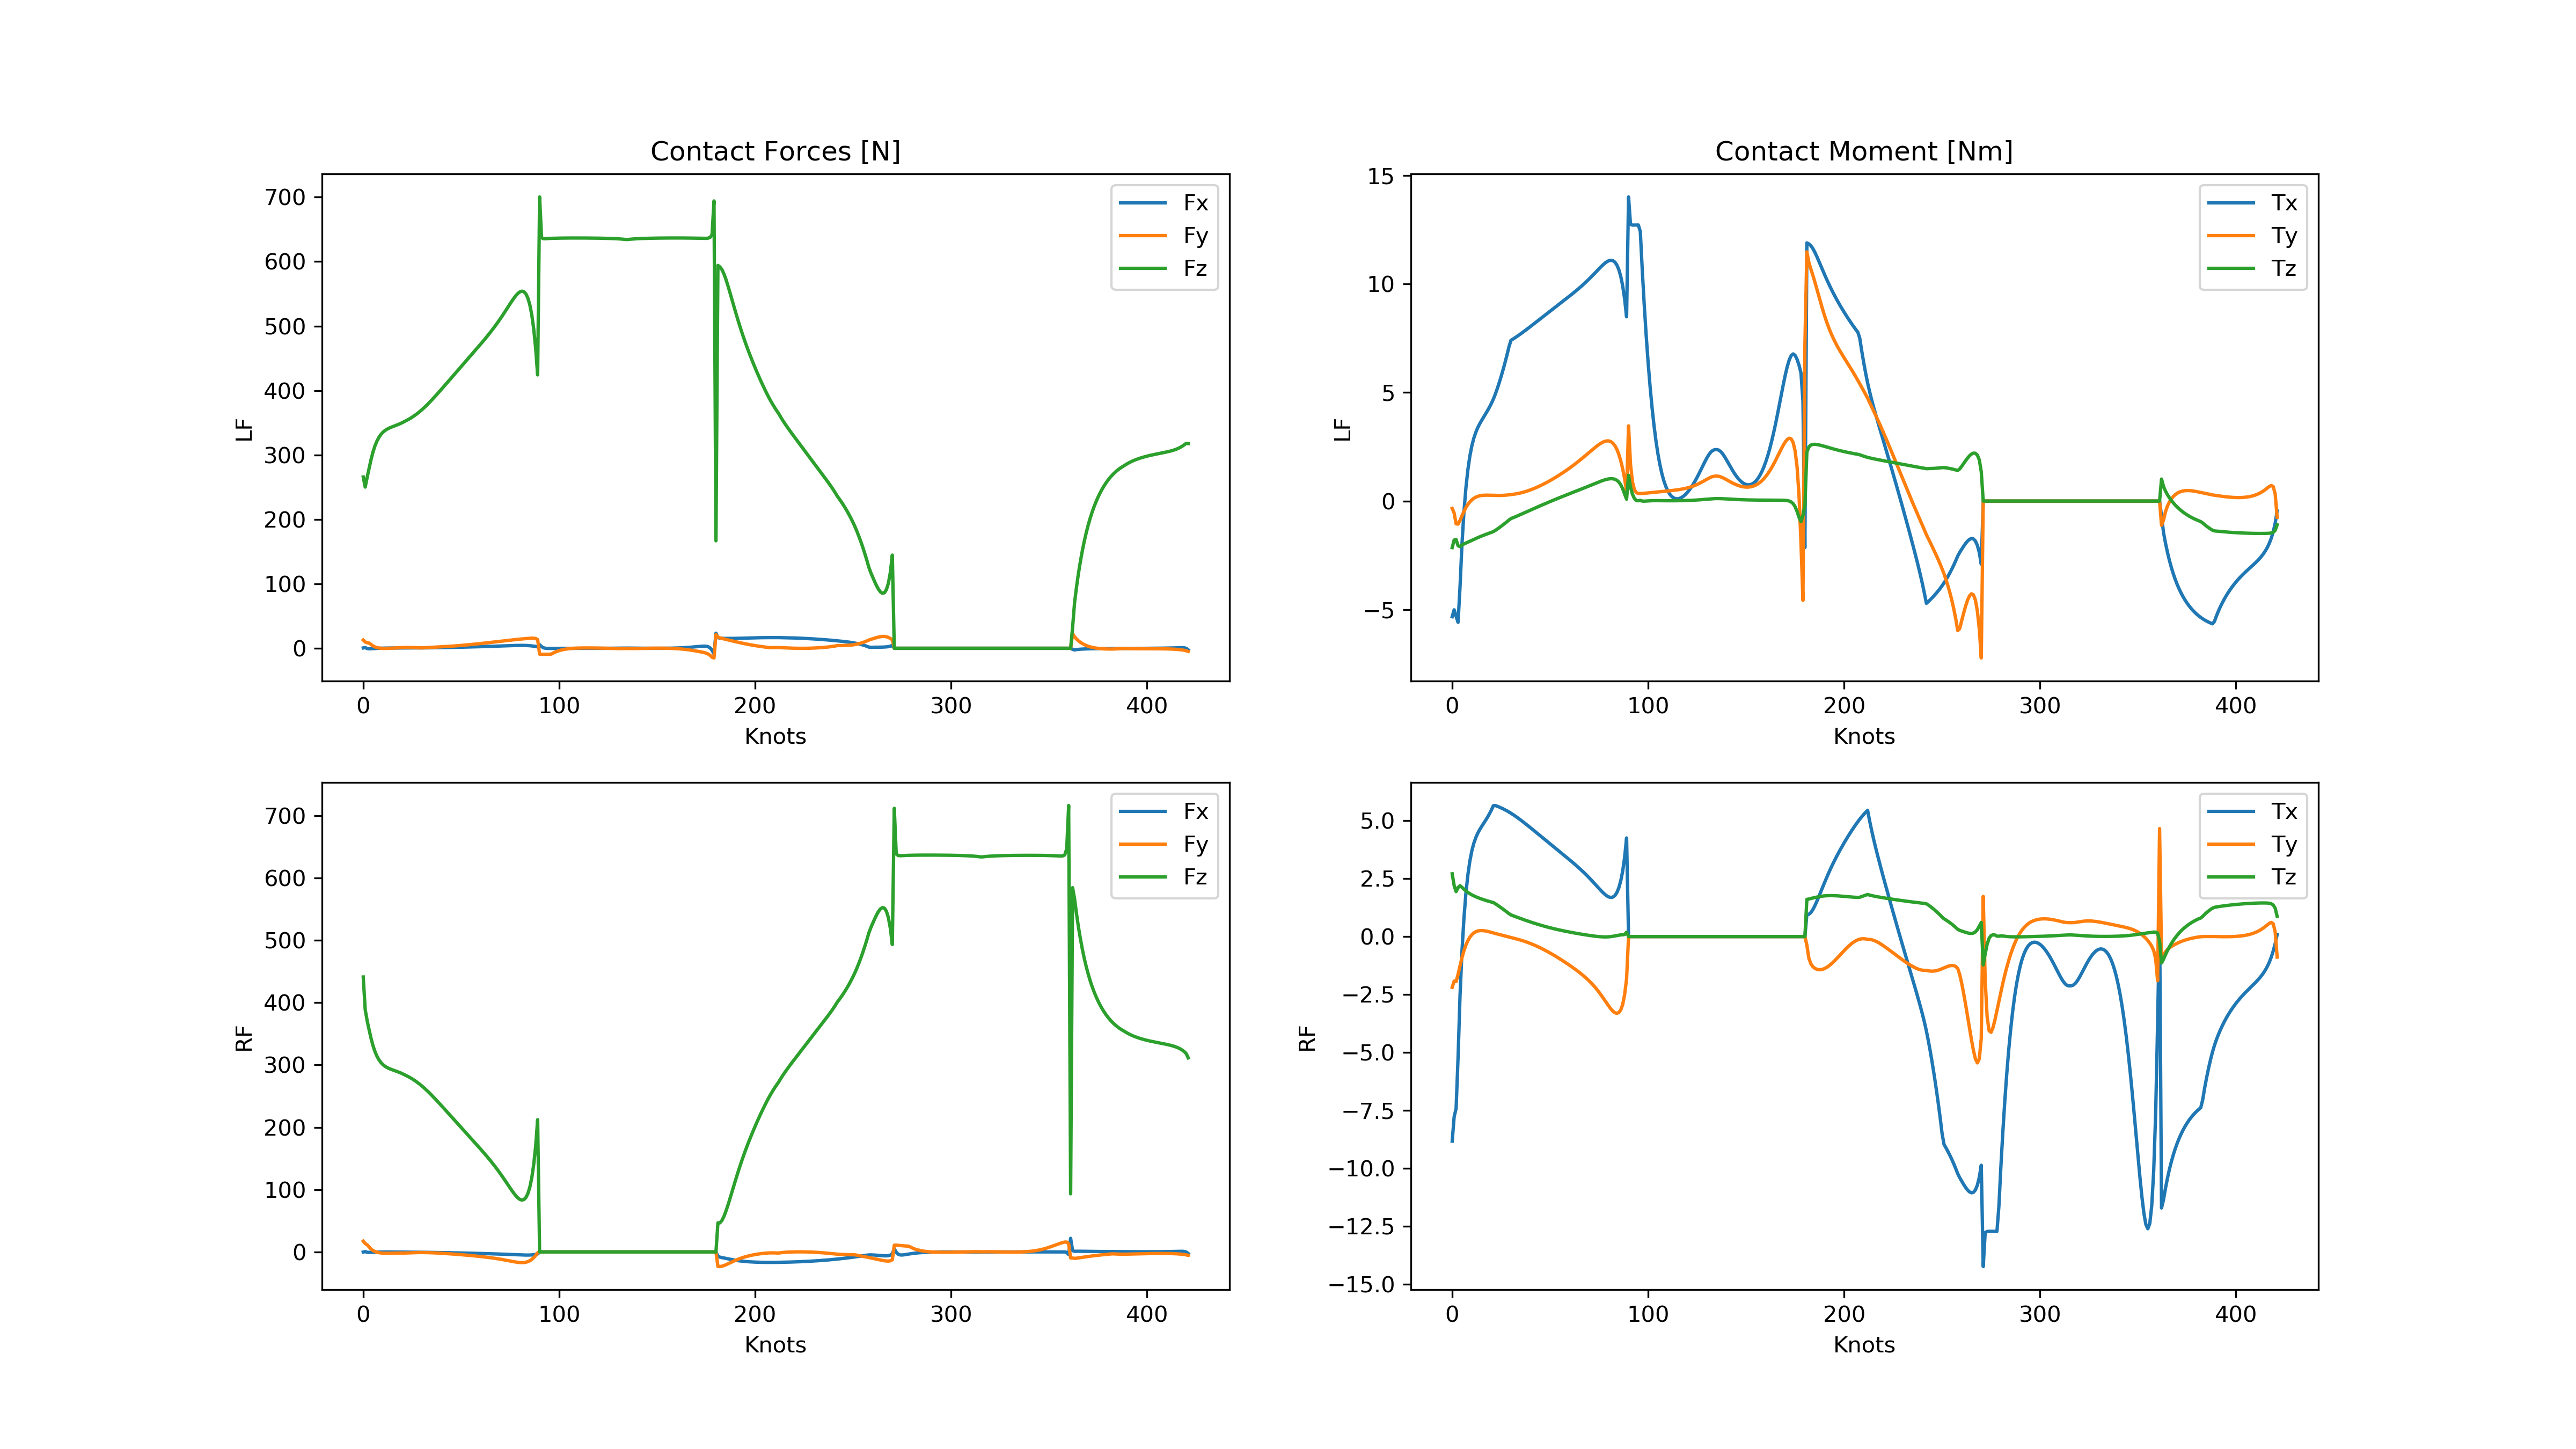 Contact Forces [N]
700
600
500
400
300
200
100
0
LF
0 100 200 300 400
Knots
Fx
Fy
Fz
Contact Moment [Nm]
15
10
5
0
−5
LF
0 100 200 300 400
Knots
Tx
Ty
Tz
700
600
500
400
300
200
100
0
RF
0 100 200 300 400
Knots
Fx
Fy
Fz
5.0
2.5
0.0
−2.5
−5.0
−7.5
−10.0
−12.5
−15.0
RF
0 100 200 300 400
Knots
Tx
Ty
Tz